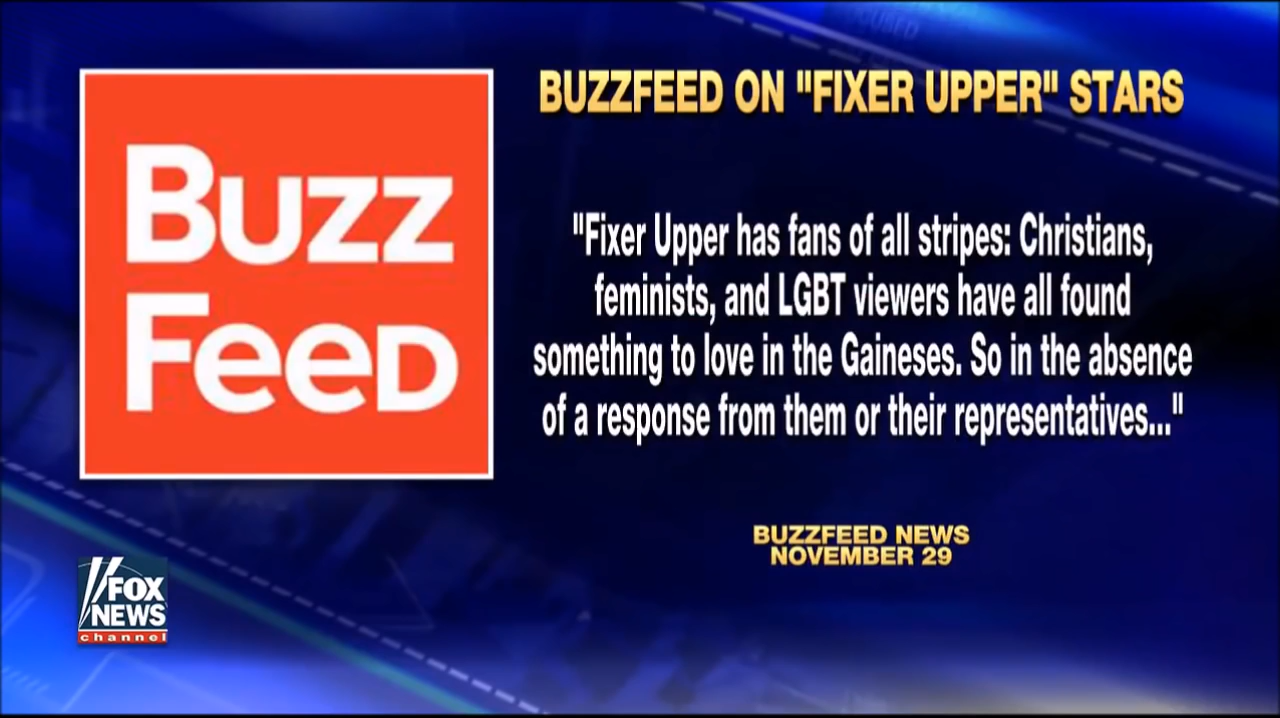 BUZZFEED ON "FIXER UPPER" STARS
BUZZ
FEED
"Fixer Upper has fans of all stripes: Christians,
feminists, and LGBT viewers have all found
something to love in the Gaineses. So in the absence
of a response from them or their representatives..."
BUZZFEED NEWS
NOVEMBER 29
FOX
NEWS
channel